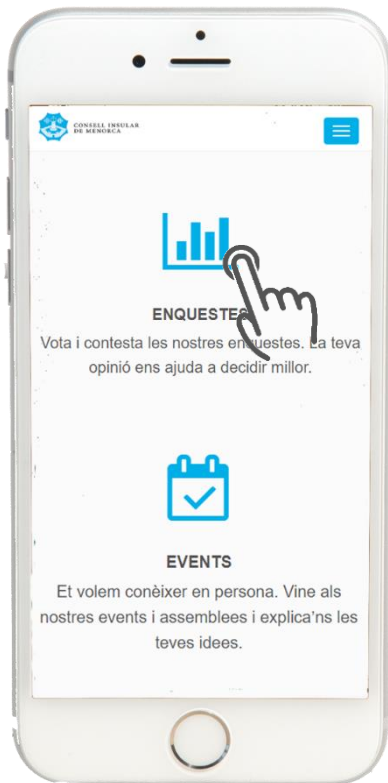 CONSELL INSULAR
DE MENORCA
ENQUESTES
Vota i contesta les nostres enquestes. La teva
opinió ens ajuda a decidir millor.
EVENTS
Et volem conèixer en persona. Vine als
nostres events i assemblees i explica'ns les
teves idees.